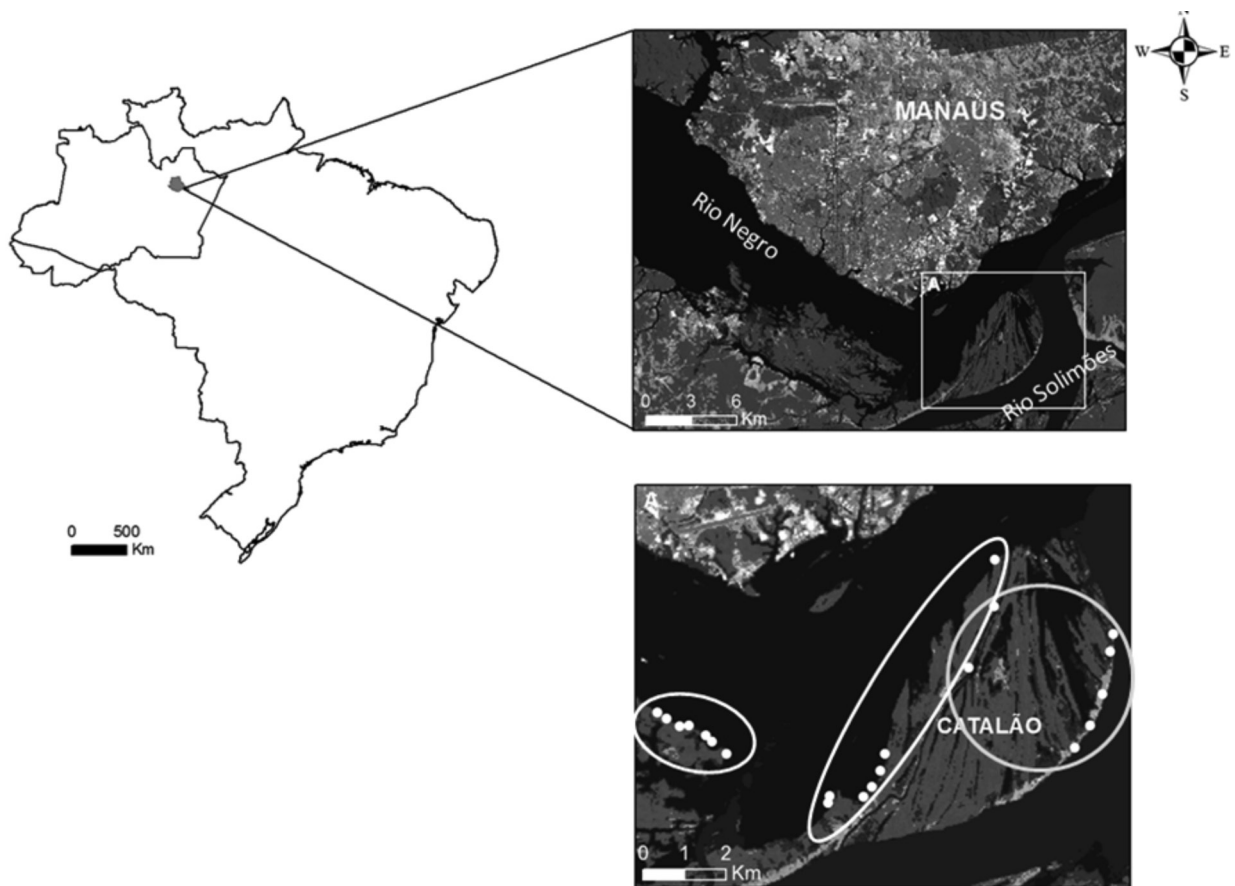 N
W E
S
MANAUS
Rio Negro
A
Rio Solimões
0 3 6
Km
0 500
Km
A
CATALÃO
0 1 2
Km